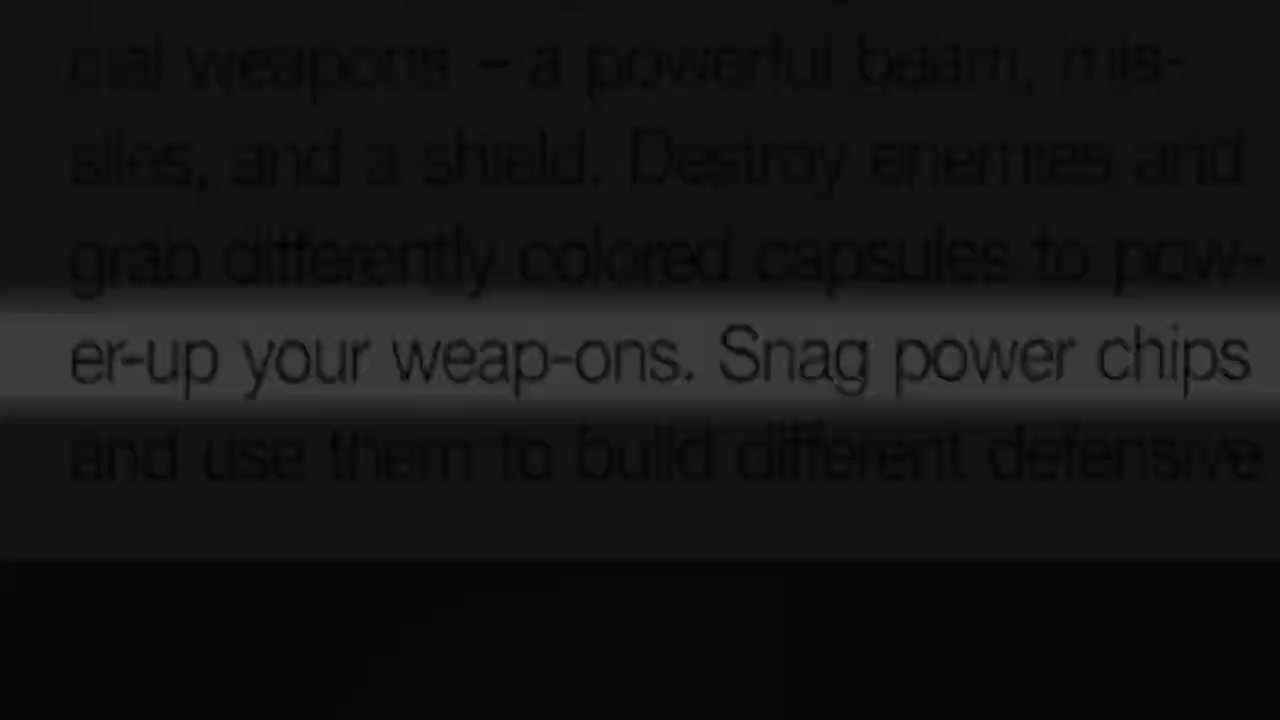 cial weapons – a powerful beam, mis-
siles, and a shield. Destroy enemies and
grab differently colored capsules to pow-
er-up your weap-ons. Snag power chips
and use them to build different defensive